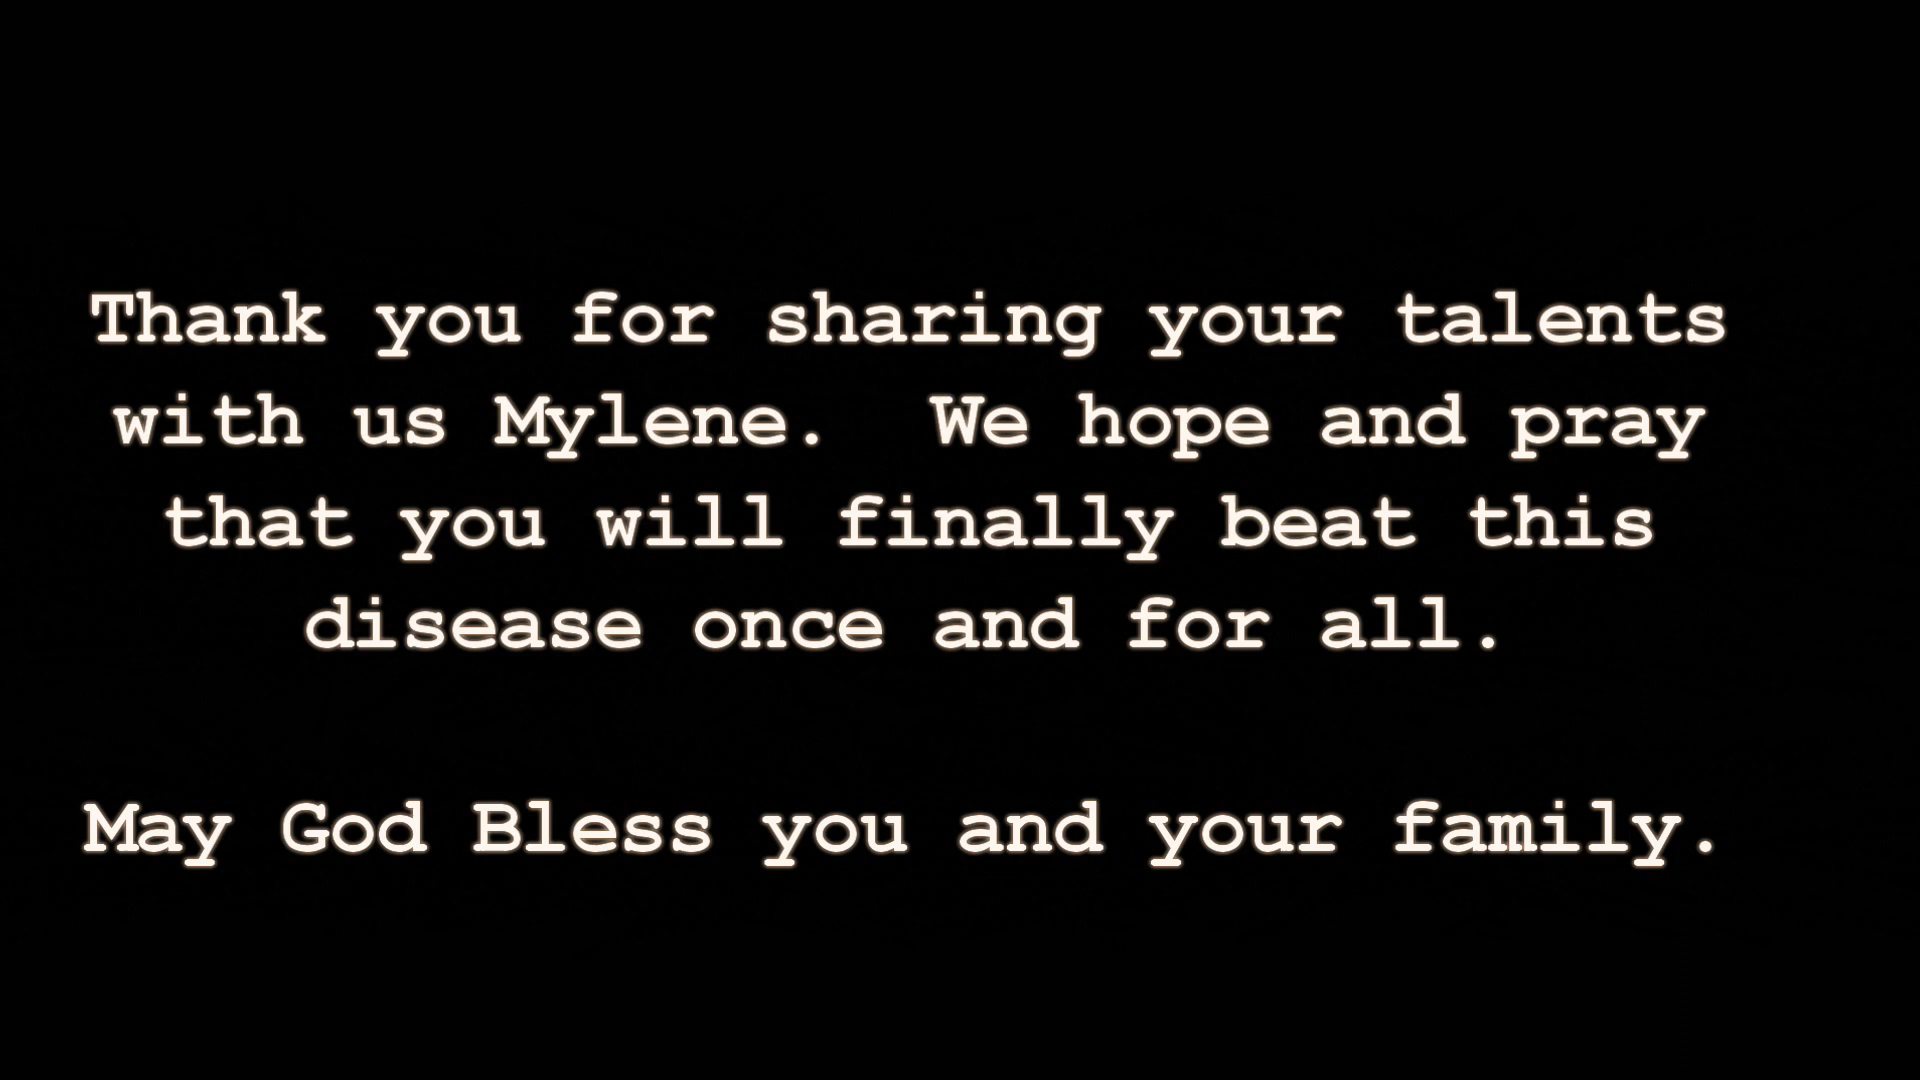 Thank you for sharing your talents
with us Mylene.  We hope and pray
that you will finally beat this
disease once and for all.
May God Bless you and your family.